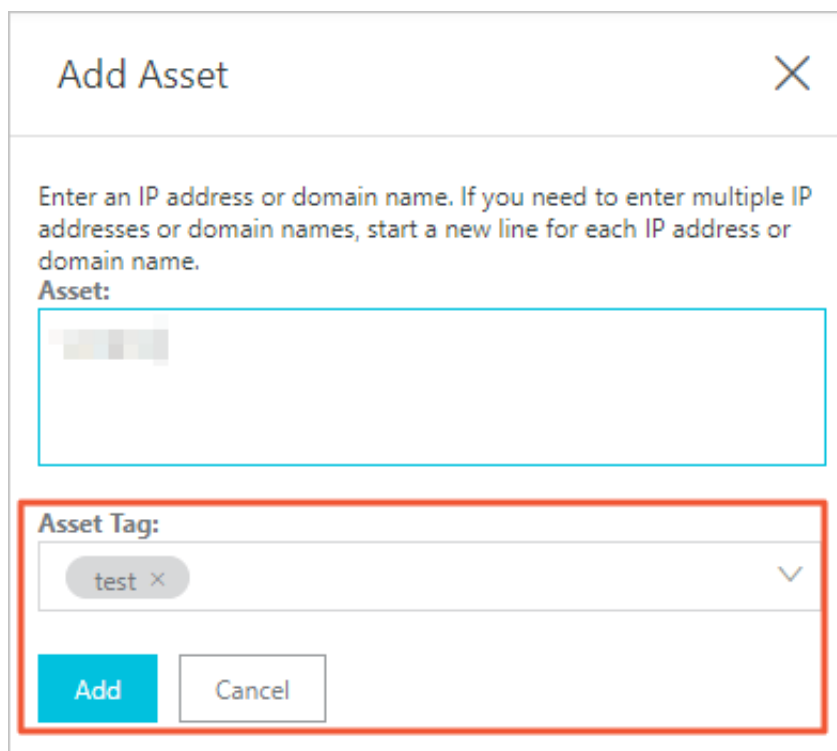 Add Asset
Enter an IP address or domain name. If you need to enter multiple IP
addresses or domain names, start a new line for each IP address or
domain name.
Asset:
Asset Tag:
test ×
Add Cancel